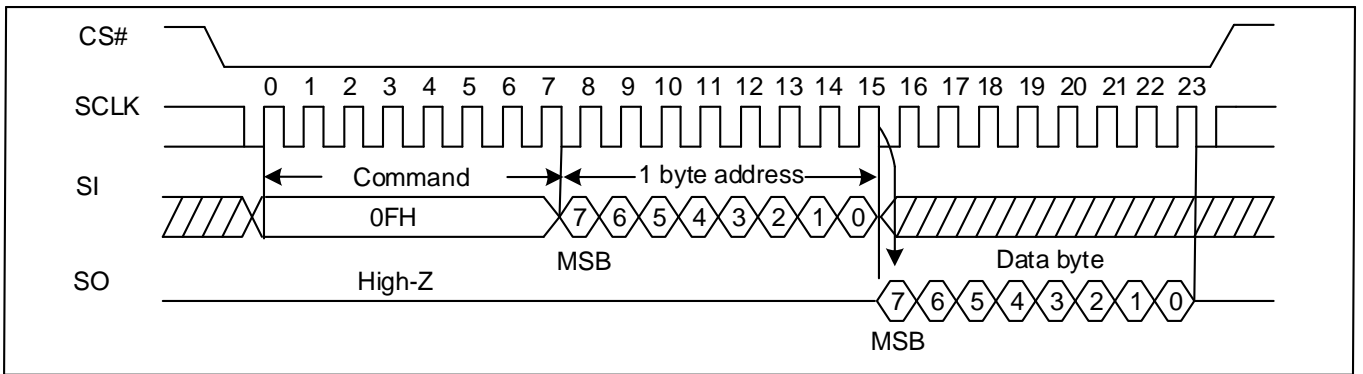 CS#
0 1 2 3 4 5 6 7 8 9 10 11 12 13 14 15 16 17 18 19 20 21 22 23
SCLK
Command 1 byte address
SI
0FH 7 6 5 4 3 2 1 0
MSB Data byte
SO High-Z
7 6 5 4 3 2 1 0
MSB